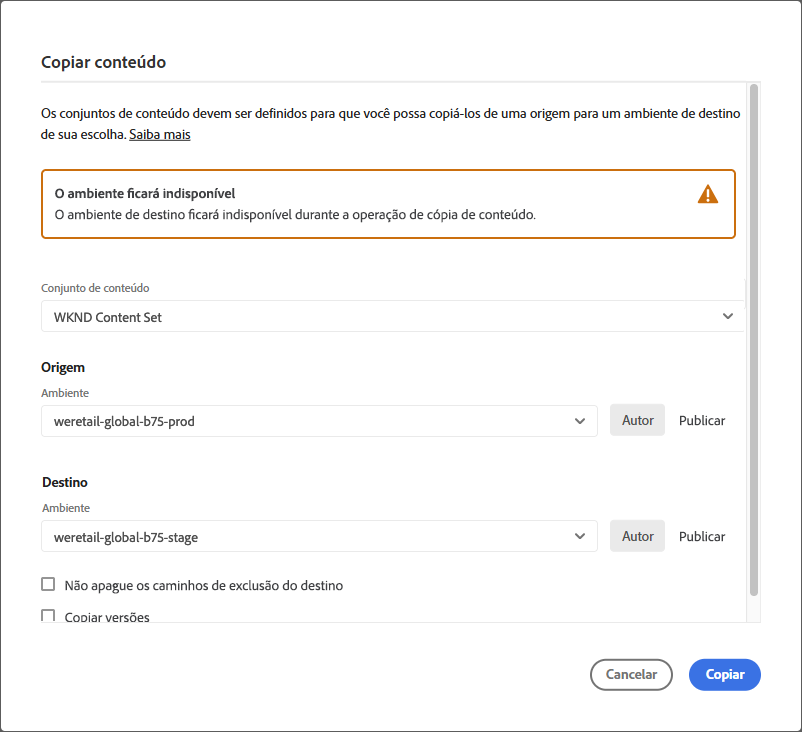 Copiar conteúdo
Os conjuntos de conteúdo devem ser definidos para que você possa copiá-los de uma origem para um ambiente de destino
de sua escolha. Saiba mais
O ambiente ficará indisponível
O ambiente de destino ficará indisponível durante a operação de cópia de conteúdo.
Conjunto de conteúdo
WKND Content Set
Origem
Ambiente
weretail-global-b75-prod Autor Publicar
Destino
Ambiente
weretail-global-b75-stage Autor Publicar
Não apague os caminhos de exclusão do destino
Copiar versões
Cancelar Copiar